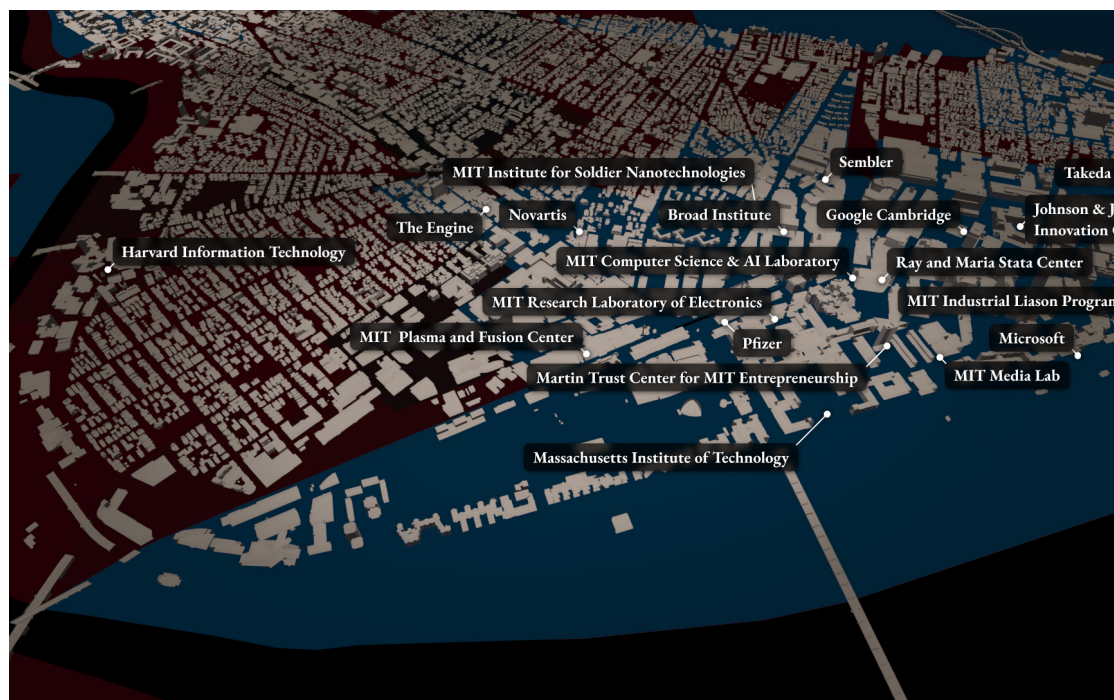 Sembler
MIT Institute for Soldier Nanotechnologies
Takeda
Novartis
Broad Institute
Google Cambridge
Johnson & J
Innovation
The Engine
Harvard Information Technology
MIT Computer Science & AI Laboratory
Ray and Maria Stata Center
MIT Research Laboratory of Electronics
MIT Industrial Liason Program
MIT Plasma and Fusion Center
Pfizer
Microsoft
Martin Trust Center for MIT Entrepreneurship
MIT Media Lab
Massachusetts Institute of Technology